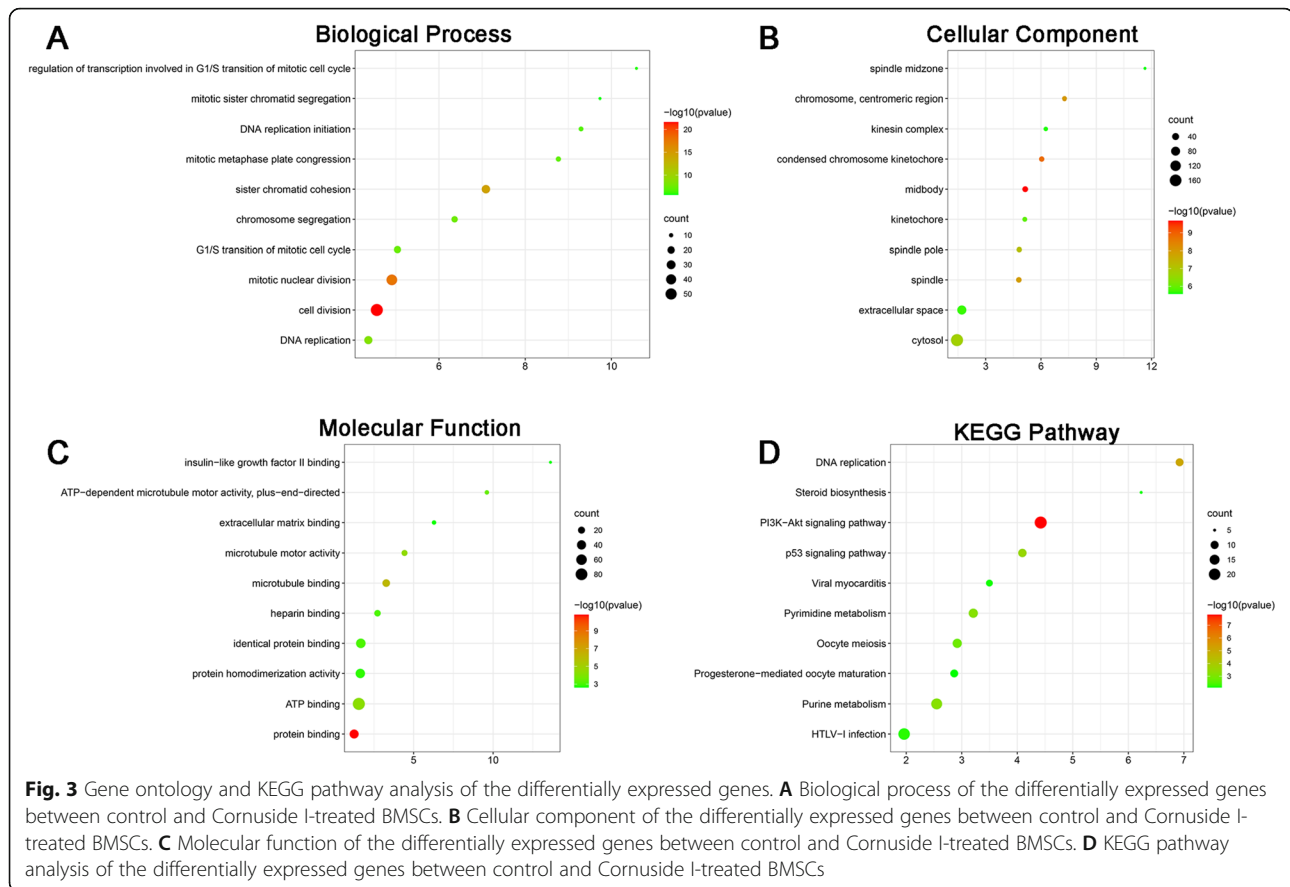 A
Biological Process
regulation of transcription involved in G1/S transition of mitotic cell cycle
mitotic sister chromatid segregation
DNA replication initiation
mitotic metaphase plate congression
sister chromatid cohesion
chromosome segregation
G1/S transition of mitotic cell cycle
mitotic nuclear division
cell division
DNA replication
6 8 10
−log10(pvalue)
20
15
10
count
10
20
30
40
50
B
Cellular Component
spindle midzone
chromosome, centromeric region
kinesin complex
condensed chromosome kinetochore
midbody
kinetochore
spindle pole
spindle
extracellular space
cytosol
3 6 9 12
count
40
80
120
160
−log10(pvalue)
9
8
7
6
C
Molecular Function
insulin−like growth factor II binding
ATP−dependent microtubule motor activity, plus−end−directed
extracellular matrix binding
microtubule motor activity
microtubule binding
heparin binding
identical protein binding
protein homodimerization activity
ATP binding
protein binding
5 10
count
20
40
60
80
−log10(pvalue)
9
7
5
3
D
KEGG Pathway
DNA replication
Steroid biosynthesis
PI3K−Akt signaling pathway
p53 signaling pathway
Viral myocarditis
Pyrimidine metabolism
Oocyte meiosis
Progesterone−mediated oocyte maturation
Purine metabolism
HTLV−I infection
2 3 4 5 6 7
count
5
10
15
20
−log10(pvalue)
7
6
5
4
3
Fig. 3 Gene ontology and KEGG pathway analysis of the differentially expressed genes. A Biological process of the differentially expressed genes
between control and Cornuside I-treated BMSCs. B Cellular component of the differentially expressed genes between control and Cornuside I-
treated BMSCs. C Molecular function of the differentially expressed genes between control and Cornuside I-treated BMSCs. D KEGG pathway
analysis of the differentially expressed genes between control and Cornuside I-treated BMSCs